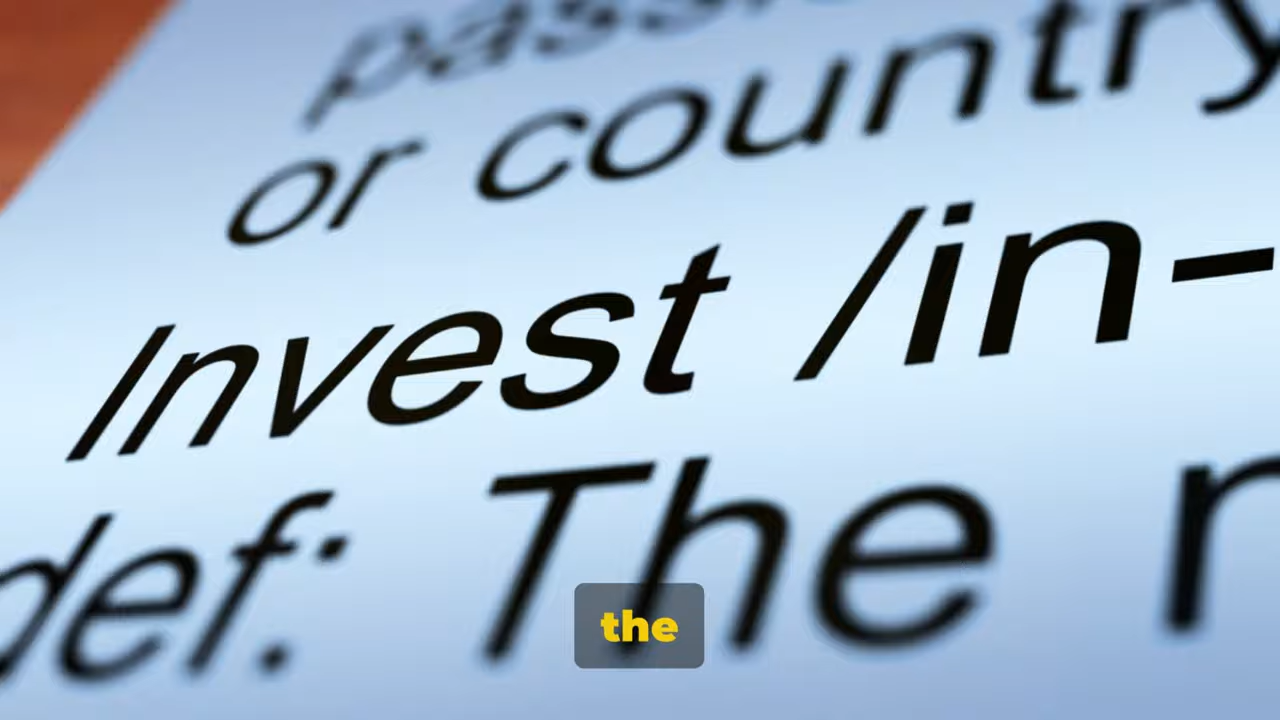 or country
Invest /in-
def: The
the